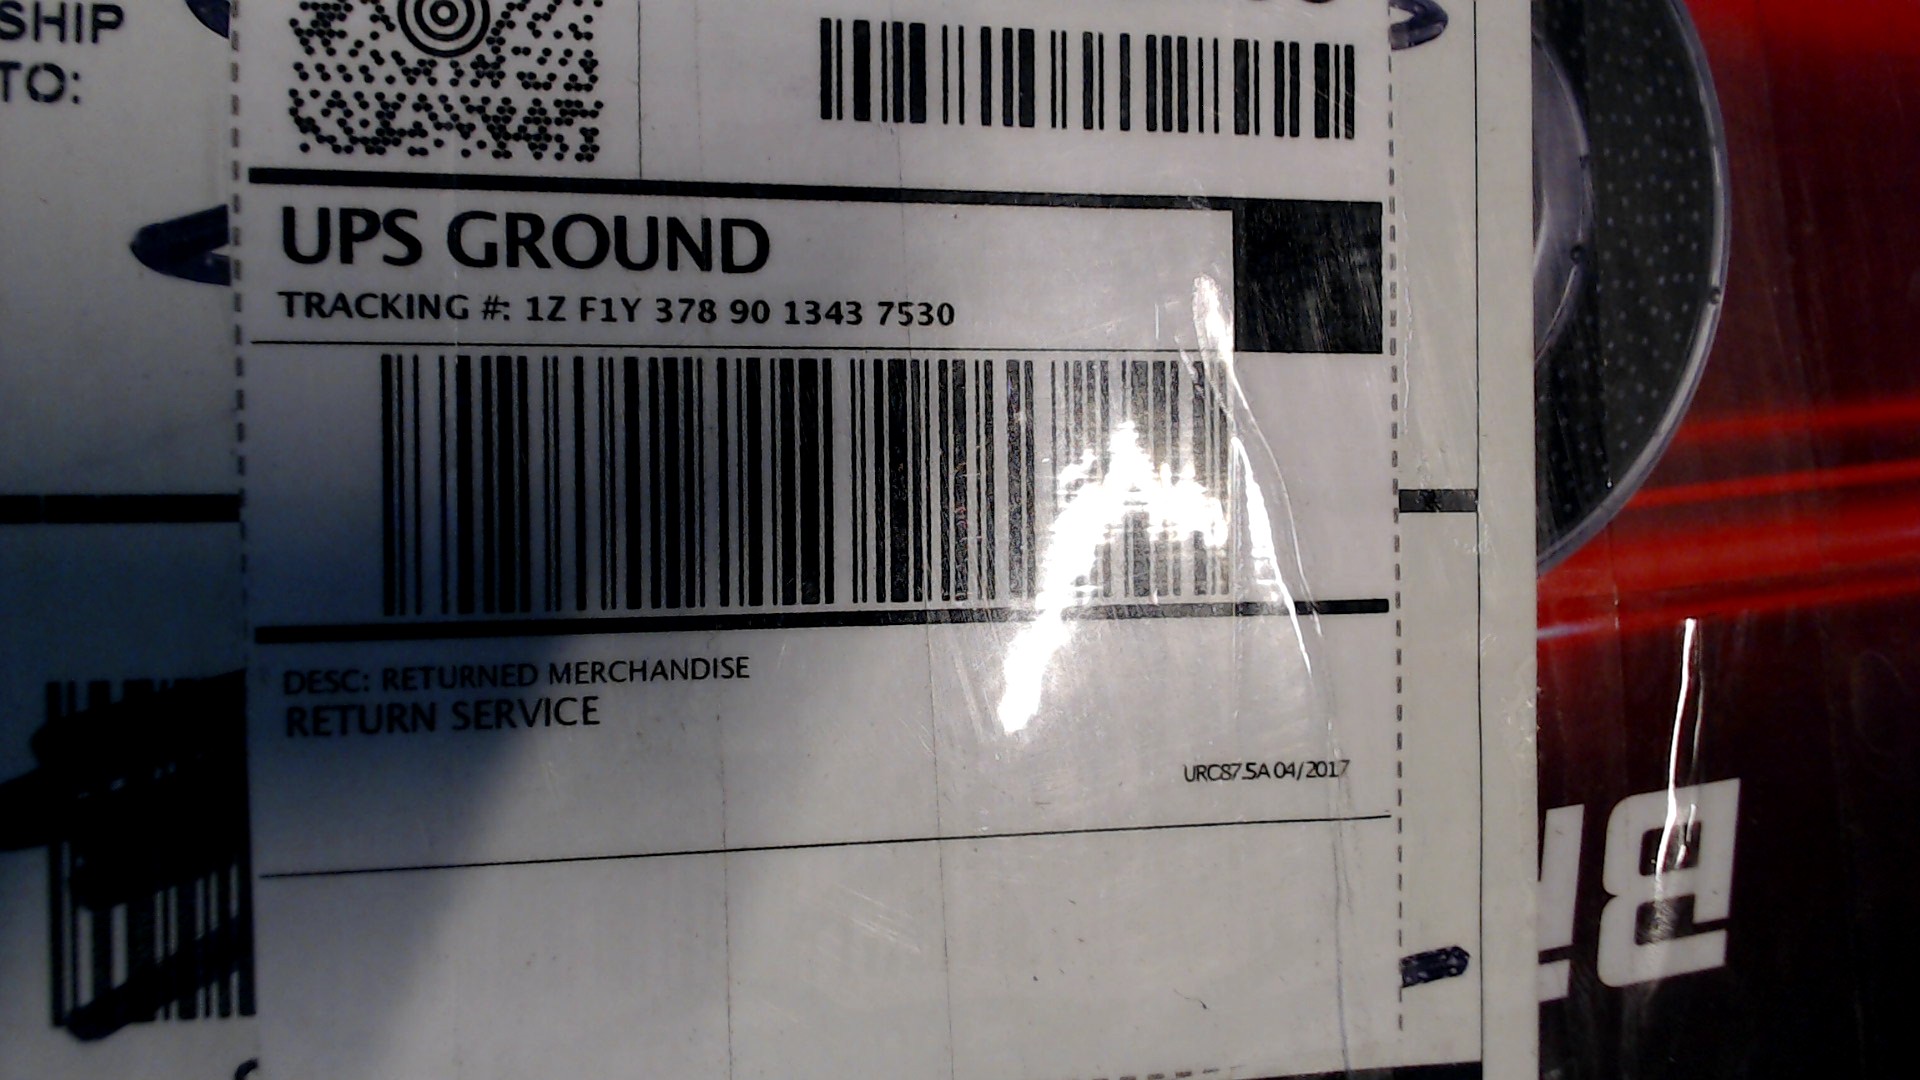 SHIP
TO:
UPS GROUND
TRACKING #: 1Z F1Y 378 90 1343 7530
DESC: RETURNED MERCHANDISE
RETURN SERVICE
URC87.5A 04/2017